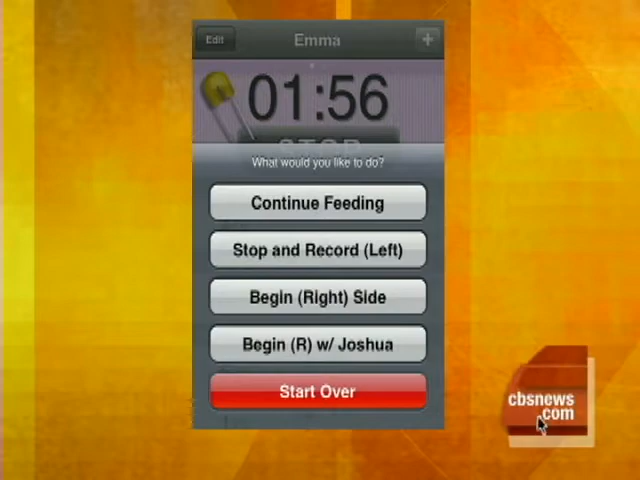 Edit
Emma
+
01:56
STOP
What would you like to do?
Continue Feeding
Stop and Record (Left)
Begin (Right) Side
Begin (R) w/ Joshua
Start Over
cbsnews
.com